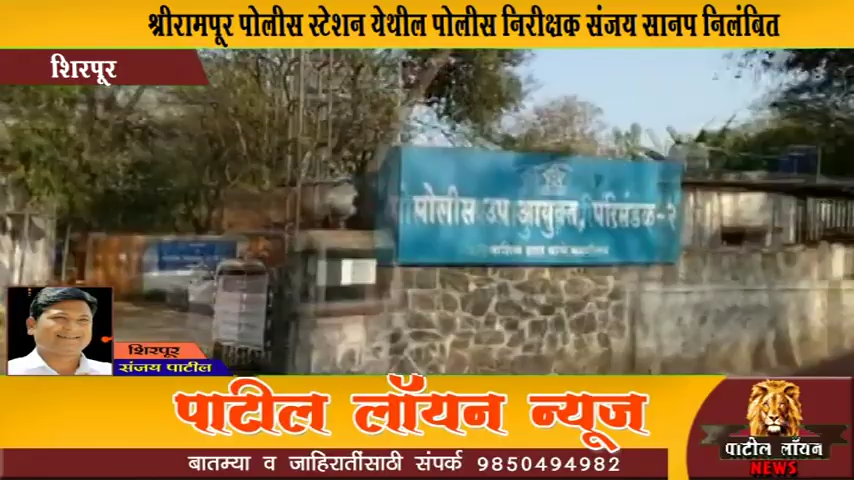 श्रीरामपूर पोलीस स्टेशन येथील पोलीस निरीक्षक संजय सानप निलंबित
शिरपूर
पोलीस उप आयुक्त, परिमंडळ-२
शिरपूर
संजय पाटील
पाटील लॉयन न्यूज
बातम्या व जाहिरातींसाठी संपर्क 9850494982
पाटील लॉयन
NEWS